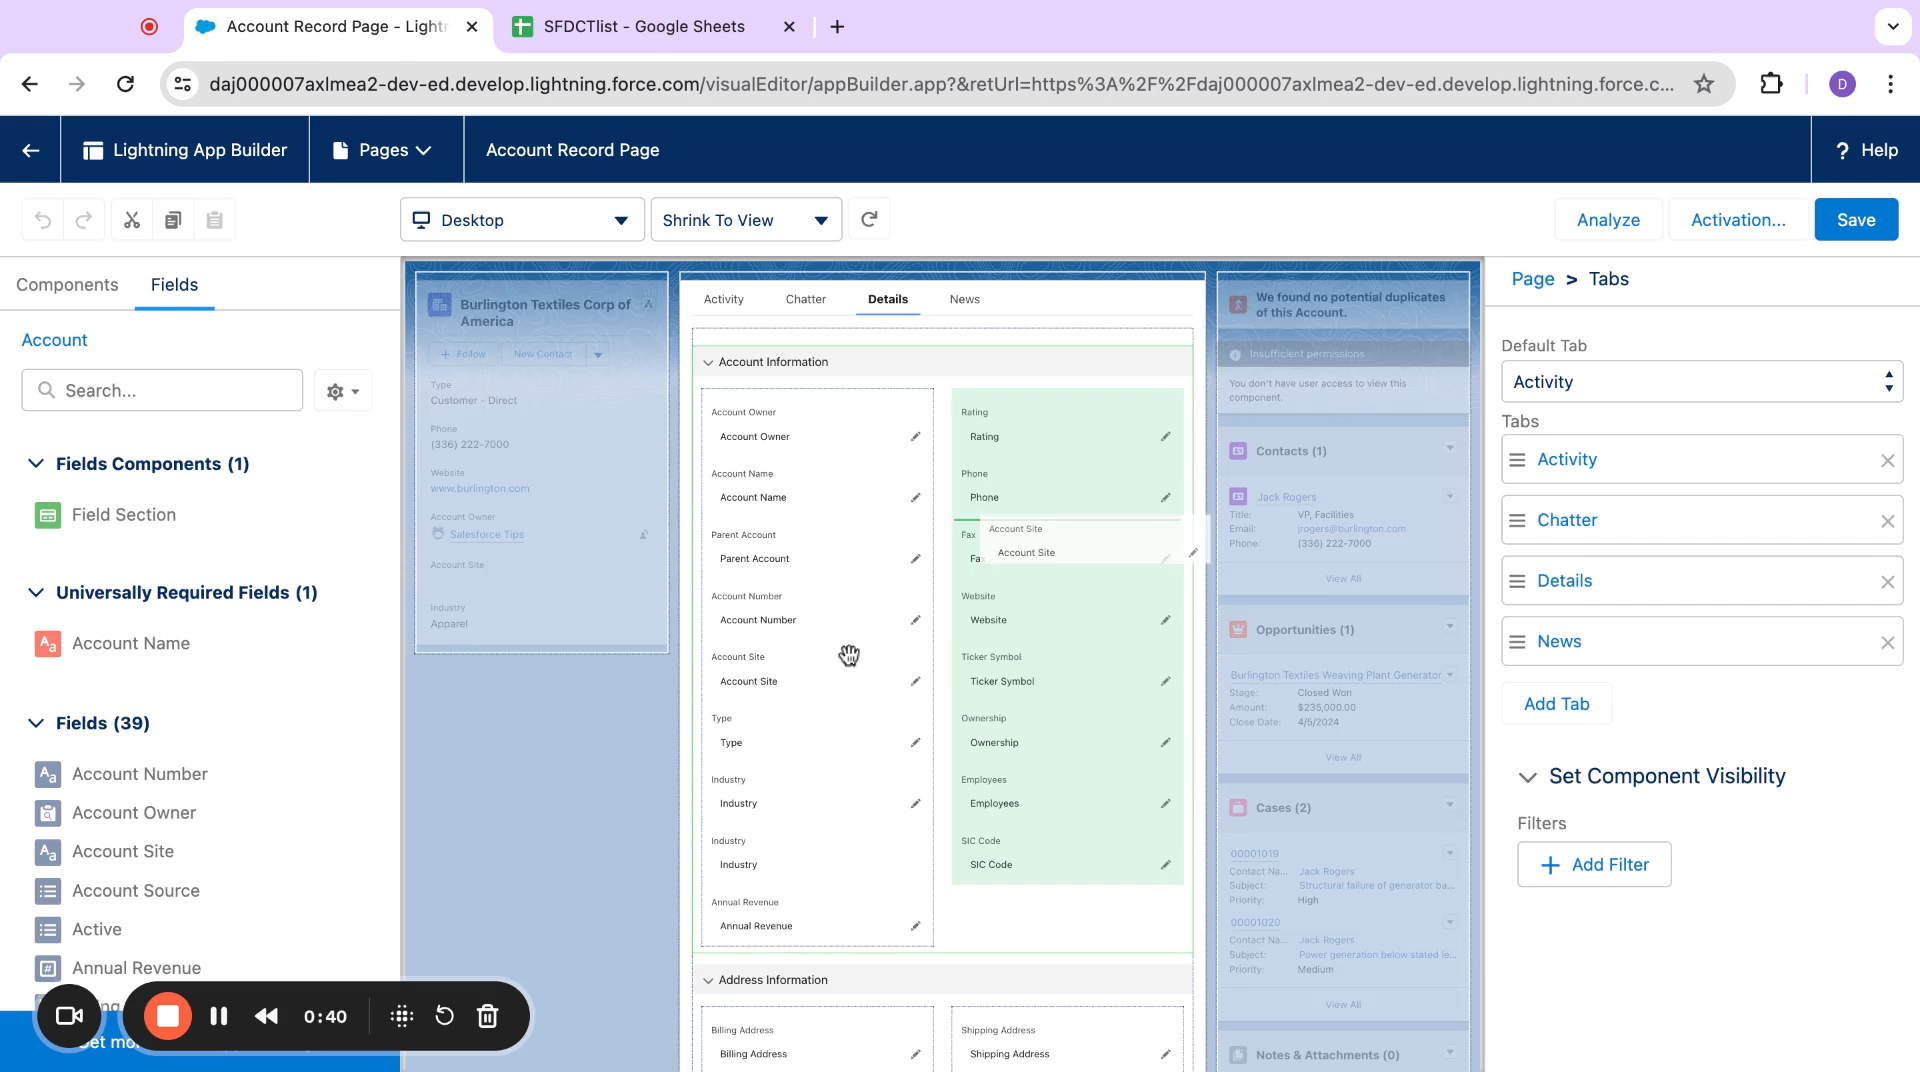 Account Record Page - Lightn
SFDCTlist - Google Sheets
daj000007axlmea2-dev-ed.develop.lightning.force.com/visualEditor/appBuilder.app?&retUrl=https%3A%2F%2Fdaj000007axlmea2-dev-ed.develop.lightning.force.c...
D
Lightning App Builder
Pages
Account Record Page
? Help
Desktop
Shrink To View
Analyze
Activation...
Save
Components
Fields
Account
Search...
Fields Components (1)
Field Section
Universally Required Fields (1)
Aa Account Name
Fields (39)
Aa Account Number
Account Owner
Aa Account Site
Account Source
Active
# Annual Revenue
0:40
Burlington Textiles Corp of
America
+ Follow
New Contact
Type
Customer - Direct
Phone
(336) 222-7000
Website
www.burlington.com
Account Owner
Salesforce Tips
Account Site
Industry
Apparel
Activity
Chatter
Details
News
Account Information
Account Owner
Account Owner
Account Name
Account Name
Parent Account
Parent Account
Account Number
Account Number
Account Site
Account Site
Type
Type
Industry
Industry
Industry
Industry
Annual Revenue
Annual Revenue
Rating
Rating
Phone
Phone
Account Site
Fax
Account Site
Website
Website
Ticker Symbol
Ticker Symbol
Ownership
Ownership
Employees
Employees
SIC Code
SIC Code
Address Information
Billing Address
Billing Address
Shipping Address
Shipping Address
We found no potential duplicates
of this Account.
Insufficient permissions
You don't have user access to view this
component.
Contacts (1)
Jack Rogers
Title: VP, Facilities
Email: jrogers@burlington.com
Phone: (336) 222-7000
View All
Opportunities (1)
Burlington Textiles Weaving Plant Generator
Stage: Closed Won
Amount: $235,000.00
Close Date: 4/5/2024
View All
Cases (2)
00001019
Contact Na... Jack Rogers
Subject: Structural failure of generator ba...
Priority: High
00001020
Contact Na... Jack Rogers
Subject: Power generation below stated le...
Priority: Medium
View All
Notes & Attachments (0)
Page > Tabs
Default Tab
Activity
Tabs
Activity
Chatter
Details
News
Add Tab
Set Component Visibility
Filters
+ Add Filter